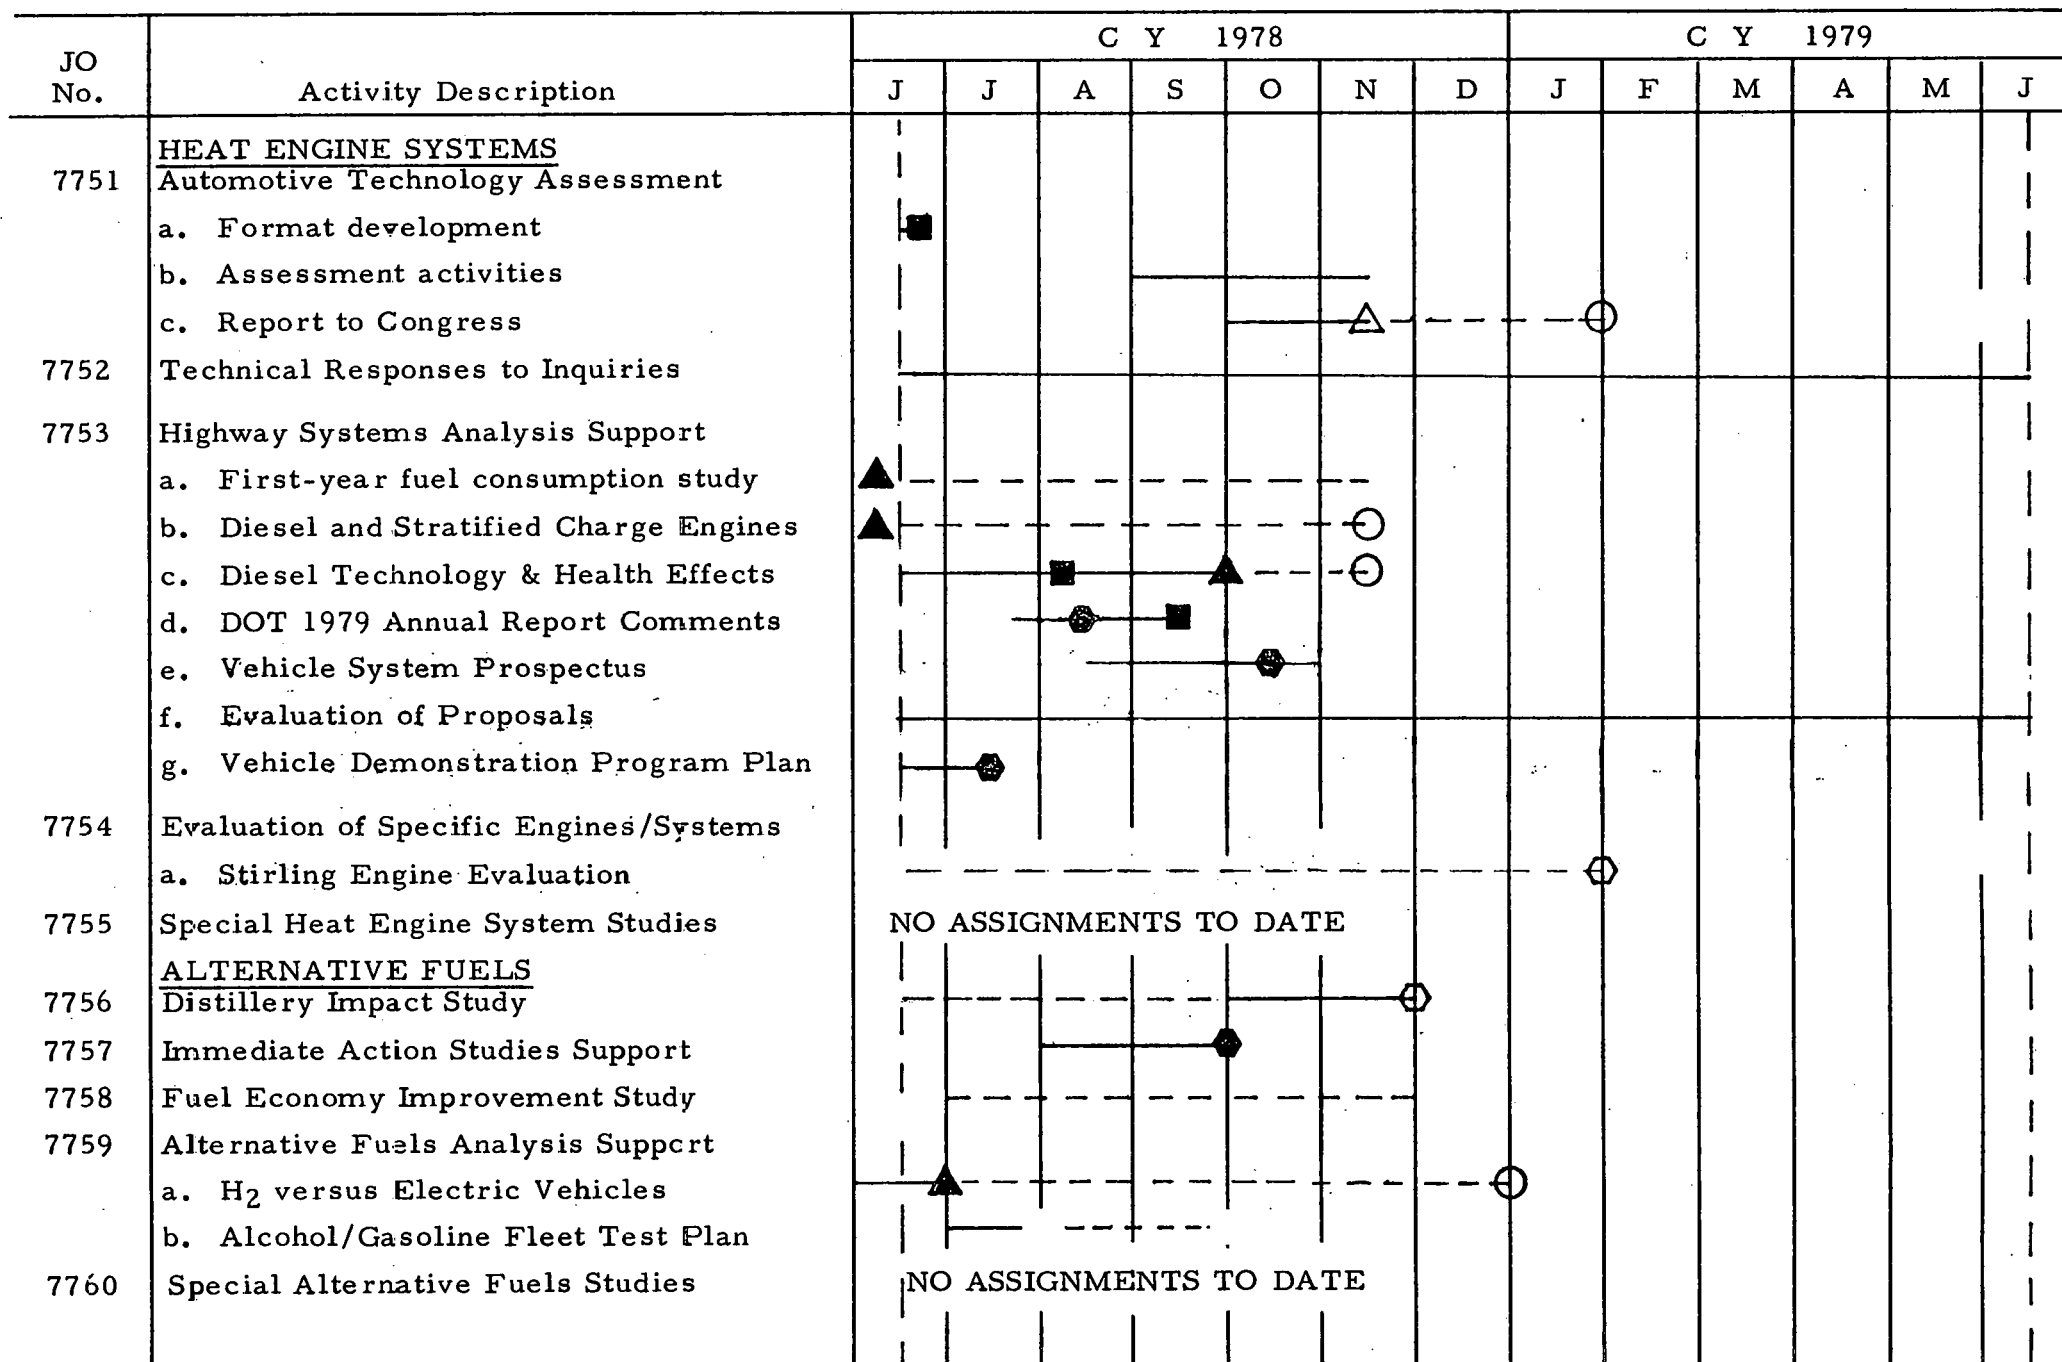 C Y 1978 C Y 1979
JO
No. Activity Description J J A S O N D J F M A M J
HEAT ENGINE SYSTEMS
7751 Automotive Technology Assessment
a. Format development
b. Assessment activities
c. Report to Congress
7752 Technical Responses to Inquiries
7753 Highway Systems Analysis Support
a. First-year fuel consumption study
b. Diesel and Stratified Charge Engines
c. Diesel Technology & Health Effects
d. DOT 1979 Annual Report Comments
e. Vehicle System Prospectus
f. Evaluation of Proposals
g. Vehicle Demonstration Program Plan
7754 Evaluation of Specific Engines/Systems
a. Stirling Engine Evaluation
7755 Special Heat Engine System Studies NO ASSIGNMENTS TO DATE
ALTERNATIVE FUELS
7756 Distillery Impact Study
7757 Immediate Action Studies Support
7758 Fuel Economy Improvement Study
7759 Alternative Fuels Analysis Support
a. H2 versus Electric Vehicles
b. Alcohol/Gasoline Fleet Test Plan
7760 Special Alternative Fuels Studies NO ASSIGNMENTS TO DATE